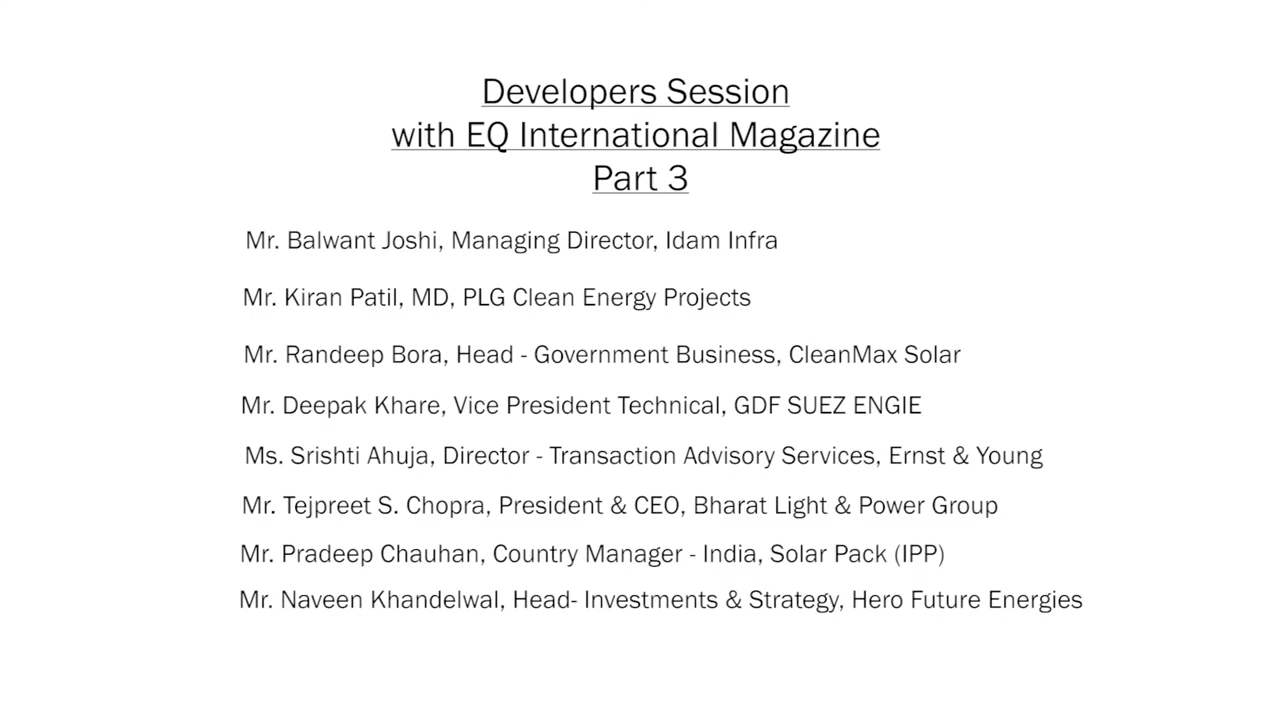 Developers Session
with EQ International Magazine
Part 3
Mr. Balwant Joshi, Managing Director, Idam Infra
Mr. Kiran Patil, MD, PLG Clean Energy Projects
Mr. Randeep Bora, Head - Government Business, CleanMax Solar
Mr. Deepak Khare, Vice President Technical, GDF SUEZ ENGIE
Ms. Srishti Ahuja, Director - Transaction Advisory Services, Ernst & Young
Mr. Tejpreet S. Chopra, President & CEO, Bharat Light & Power Group
Mr. Pradeep Chauhan, Country Manager - India, Solar Pack (IPP)
Mr. Naveen Khandelwal, Head- Investments & Strategy, Hero Future Energies